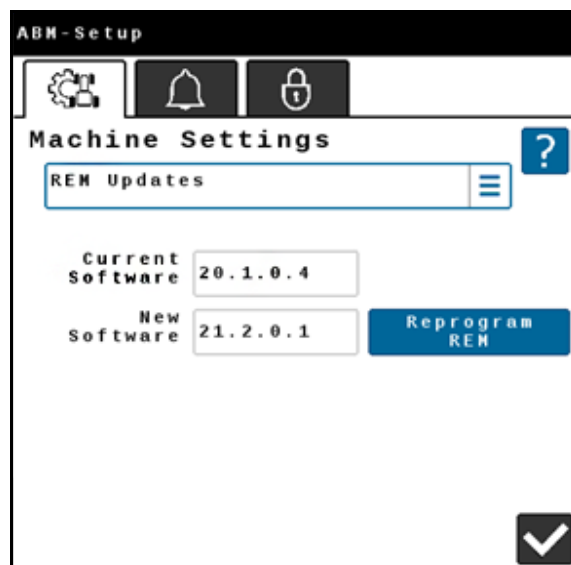 ABM-Setup
Machine Settings
?
REM Updates
Current
Software
20.1.0.4
New
Software
21.2.0.1
Reprogram
REM